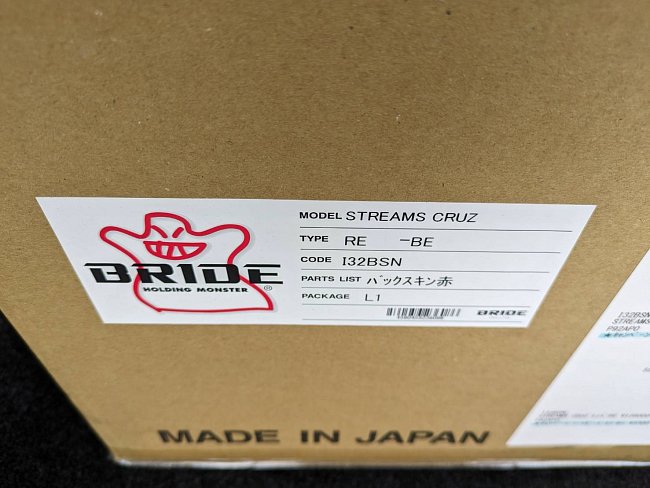 BRIDE
HOLDING MONSTER
®
MODEL STREAMS CRUZ
TYPE RE -BE
CODE I32BSN
PARTS LIST バックスキン赤
PACKAGE L1
BRIDE
MADE IN JAPAN
I32BSN
STREAMS
P92APO